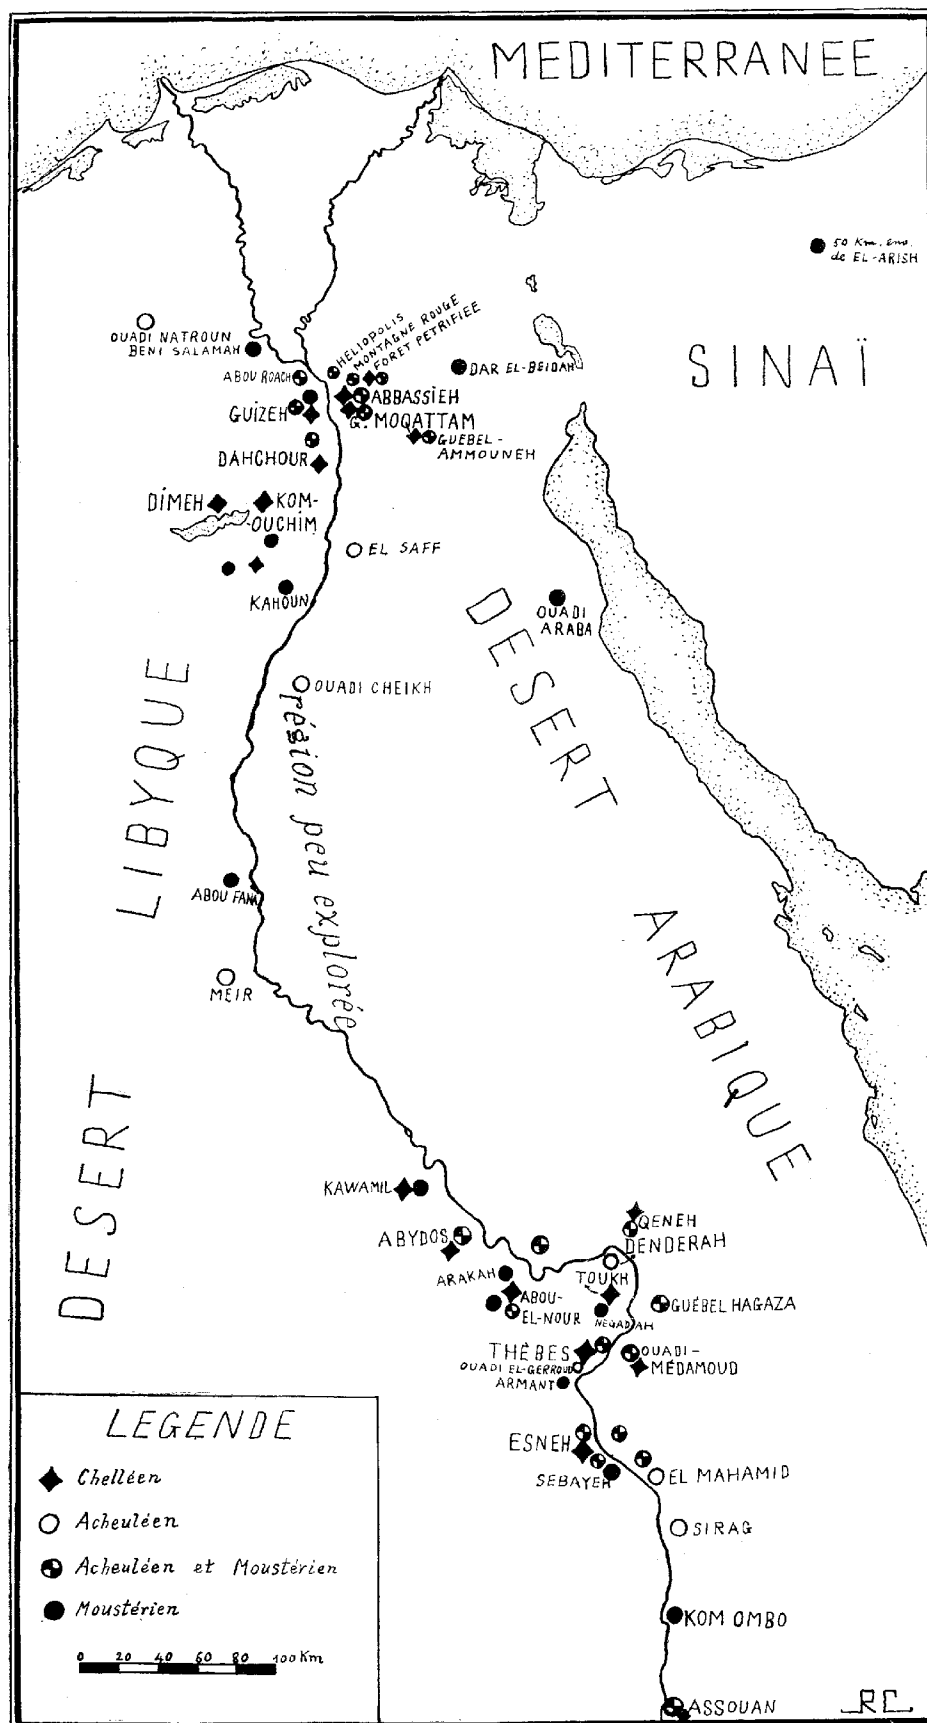 MEDITERRANEE
50 Km. env.
de EL-ARISH
SINAÏ
OUADI NATROUN
BENI SALAMAH
HELIOPOLIS
MONTAGNE ROUGE
FORET PETRIFIEE
DAR EL-BEIDAH
ABOU ROACH
ABBASSIEH
GUIZEH
G. MOQATTAM
GUEBEL-
AMMOUNEH
DAHCHOUR
DIMEH
KOM-
OUCHIM
EL SAFF
KAHOUN
OUADI
ARABA
OUADI CHEIKH
région peu explorée
DESERT LIBYQUE
DESERT ARABIQUE
ABOU FANA
MEIR
KAWAMIL
ABYDOS
QENEH
DENDERAH
ARAKAH
TOUKH
ABOU-
EL-NOUR
NEGADAH
GUÉBEL HAGAZA
THÈBES
OUADI-
MÉDAMOUD
OUADI EL-GERROUD
ARMANT
ESNEH
SEBAYEH
EL MAHAMID
SIRAG
KOM OMBO
ASSOUAN
RC
LEGENDE
Chelléen
Acheuléen
Acheuléen et Moustérien
Moustérien
0 20 40 60 80 100 Km